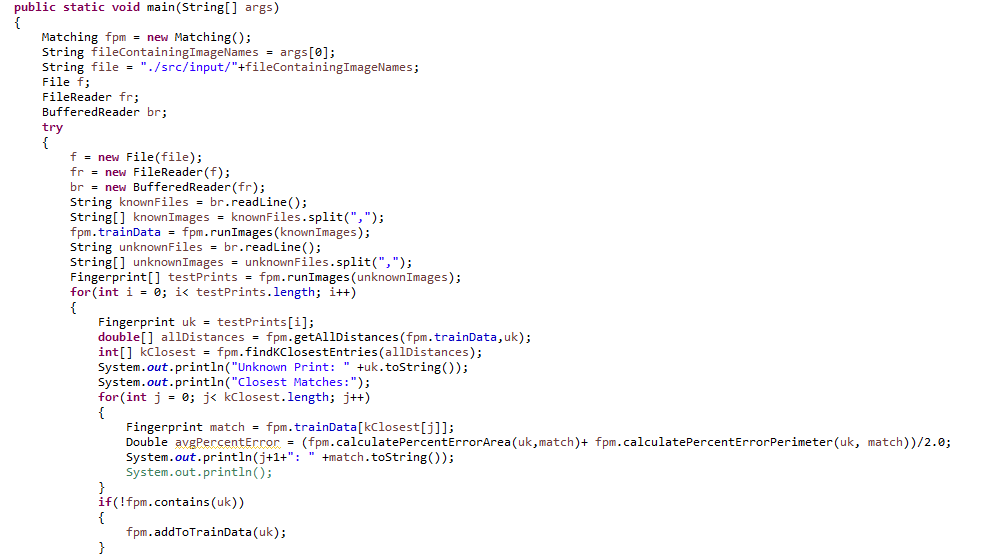 public static void main(String[] args)
{
    Matching fpm = new Matching();
    String fileContainingImageNames = args[0];
    String file = "./src/input/"+fileContainingImageNames;
    File f;
    FileReader fr;
    BufferedReader br;
    try
    {
        f = new File(file);
        fr = new FileReader(f);
        br = new BufferedReader(fr);
        String knownFiles = br.readLine();
        String[] knownImages = knownFiles.split(",");
        fpm.trainData = fpm.runImages(knownImages);
        String unknownFiles = br.readLine();
        String[] unknownImages = unknownFiles.split(",");
        Fingerprint[] testPrints = fpm.runImages(unknownImages);
        for(int i = 0; i< testPrints.length; i++)
        {
            Fingerprint uk = testPrints[i];
            double[] allDistances = fpm.getAllDistances(fpm.trainData,uk);
            int[] kClosest = fpm.findKClosestEntries(allDistances);
            System.out.println("Unknown Print: " +uk.toString());
            System.out.println("Closest Matches:");
            for(int j = 0; j< kClosest.length; j++)
            {
                Fingerprint match = fpm.trainData[kClosest[j]];
                Double avgPercentError = (fpm.calculatePercentErrorArea(uk,match)+ fpm.calculatePercentErrorPerimeter(uk, match))/2.0;
                System.out.println(j+1+": " +match.toString());
                System.out.println();
            }
            if(!fpm.contains(uk))
            {
                fpm.addToTrainData(uk);
            }